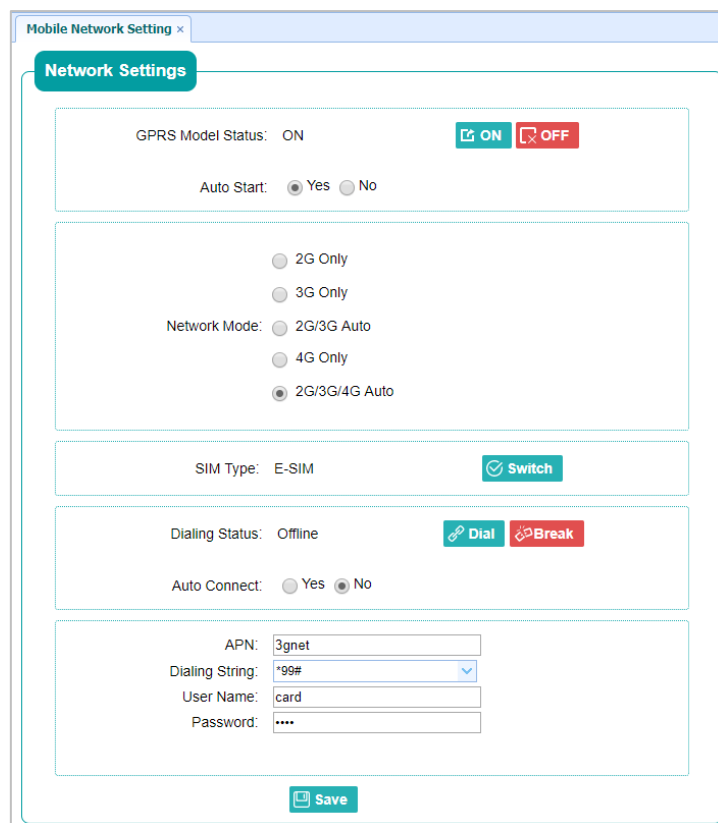 Mobile Network Setting ×
Network Settings
GPRS Model Status: ON ON OFF
Auto Start: Yes No
2G Only
3G Only
Network Mode: 2G/3G Auto
4G Only
2G/3G/4G Auto
SIM Type: E-SIM Switch
Dialing Status: Offline Dial Break
Auto Connect: Yes No
APN: 3gnet
Dialing String: *99#
User Name: card
Password: ••••
Save